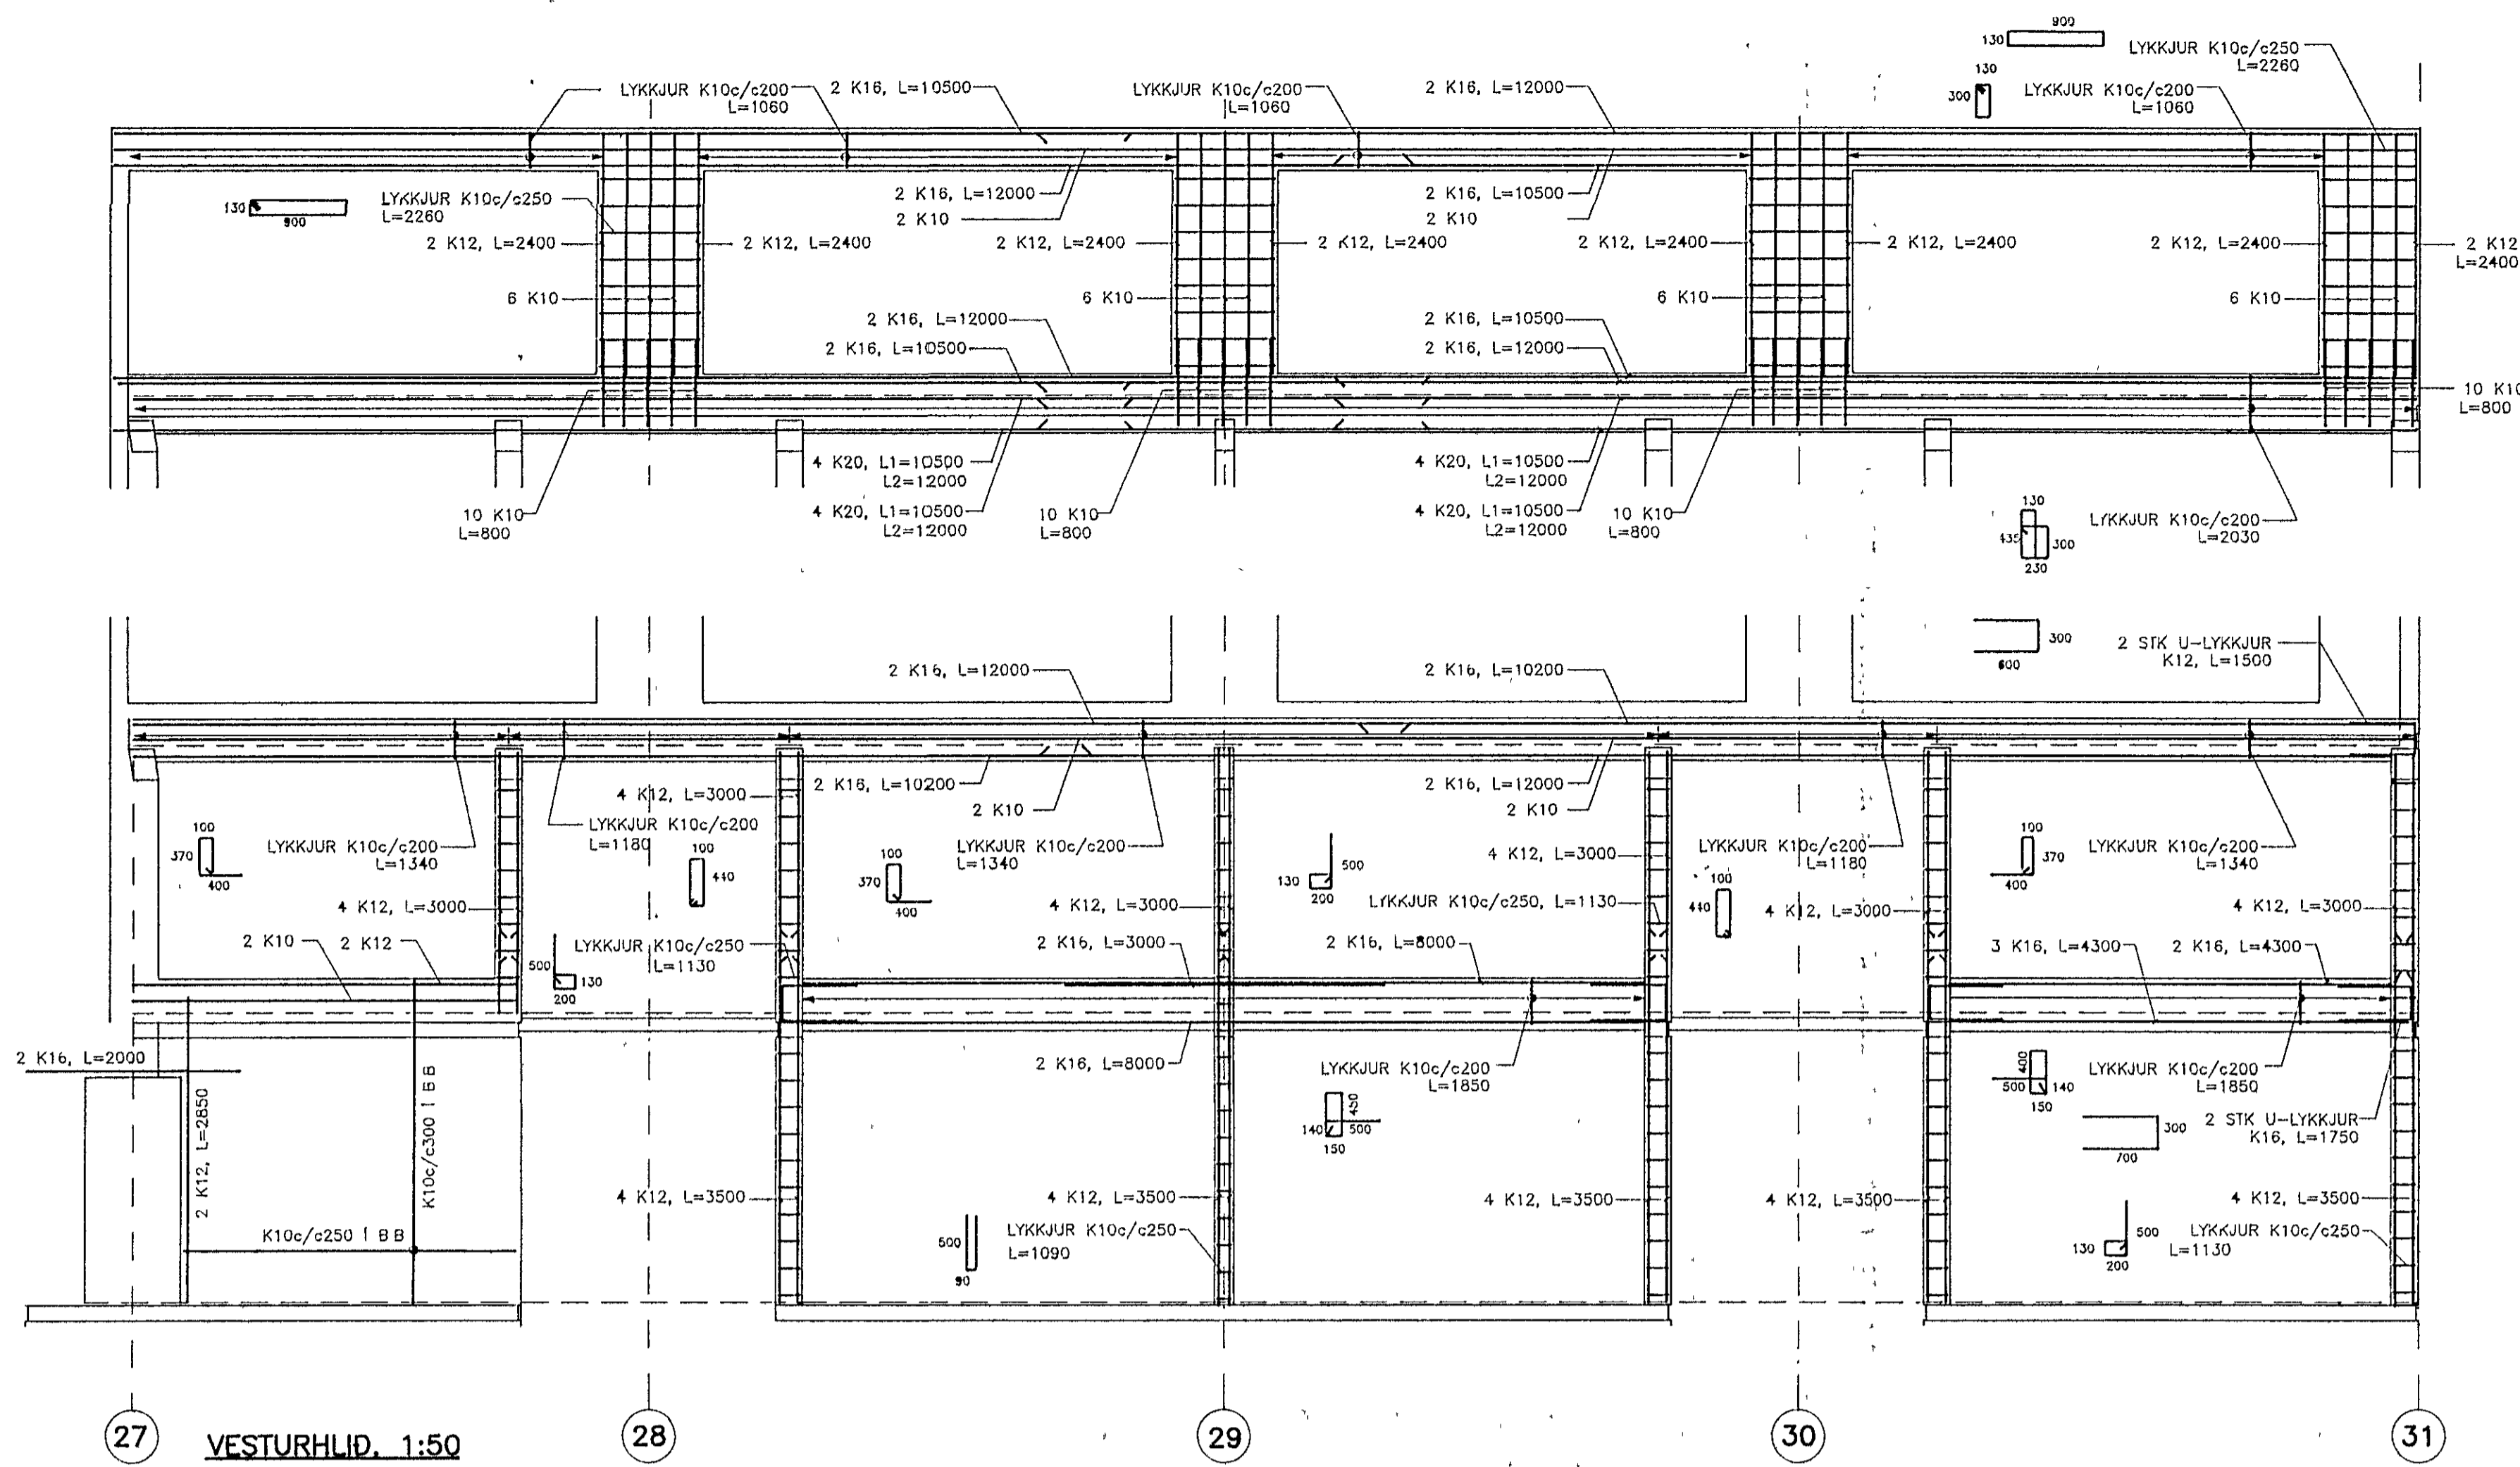 900
130
LYKKJUR K10c/c250
L=2260
130
300
LYKKJUR K10c/c200
L=1060
LYKKJUR K10c/c200
L=1060
2 K16, L=10500
LYKKJUR K10c/c200
L=1060
2 K16, L=12000
130
900
LYKKJUR K10c/c250
L=2260
2 K16, L=12000
2 K10
2 K16, L=10500
2 K10
2 K12, L=2400
2 K12, L=2400
2 K12, L=2400
2 K12, L=2400
2 K12, L=2400
2 K12, L=2400
2 K12, L=2400
2 K12
L=2400
6 K10
6 K10
6 K10
6 K10
2 K16, L=12000
2 K16, L=10500
2 K16, L=10500
2 K16, L=12000
10 K10
L=800
4 K20, L1=10500
L2=12000
4 K20, L1=10500
L2=12000
4 K20, L1=10500
L2=12000
4 K20, L1=10500
L2=12000
10 K10
L=800
10 K10
L=800
10 K10
L=800
130
435
300
230
LYKKJUR K10c/c200
L=2030
300
600
2 STK U-LYKKJUR
K12, L=1500
2 K16, L=12000
2 K16, L=10200
2 K16, L=10200
2 K10
2 K16, L=12000
2 K10
4 K12, L=3000
LYKKJUR K10c/c200
L=1180
100
370
400
LYKKJUR K10c/c200
L=1340
100
440
100
370
400
LYKKJUR K10c/c200
L=1340
500
130
200
4 K12, L=3000
LYKKJUR K10c/c200
L=1180
100
440
100
370
400
LYKKJUR K10c/c200
L=1340
LYKKJUR K10c/c250, L=1130
4 K12, L=3000
4 K12, L=3000
4 K12, L=3000
4 K12, L=3000
2 K10
2 K12
LYKKJUR K10c/c250
L=1130
500
130
200
2 K16, L=3000
2 K16, L=8000
3 K16, L=4300
2 K16, L=4300
2 K16, L=2000
2 K12, L=2850
K10c/c300 Í BB
K10c/c250 Í BB
2 K16, L=8000
LYKKJUR K10c/c200
L=1850
450
140
500
150
400
500
140
150
LYKKJUR K10c/c200
L=1850
300
700
2 STK U-LYKKJUR
K16, L=1750
4 K12, L=3500
4 K12, L=3500
4 K12, L=3500
4 K12, L=3500
4 K12, L=3500
500
90
LYKKJUR K10c/c250
L=1090
500
130
200
LYKKJUR K10c/c250
L=1130
27
28
29
30
31
VESTURHLIÐ. 1:50